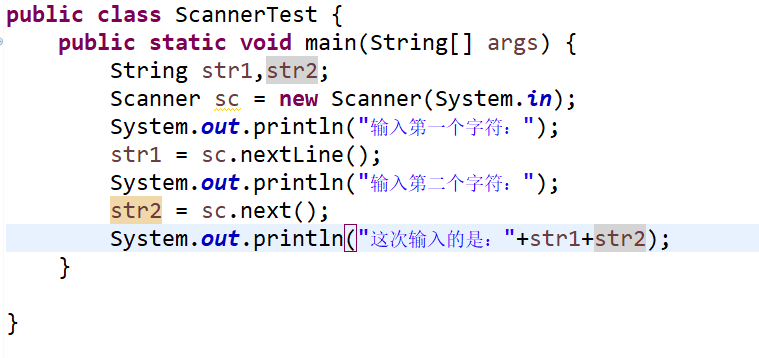 public class ScannerTest {
public static void main(String[] args) {
String str1,str2;
Scanner sc = new Scanner(System.in);
System.out.println("输入第一个字符：");
str1 = sc.nextLine();
System.out.println("输入第二个字符：");
str2 = sc.next();
System.out.println("这次输入的是："+str1+str2);
}
}